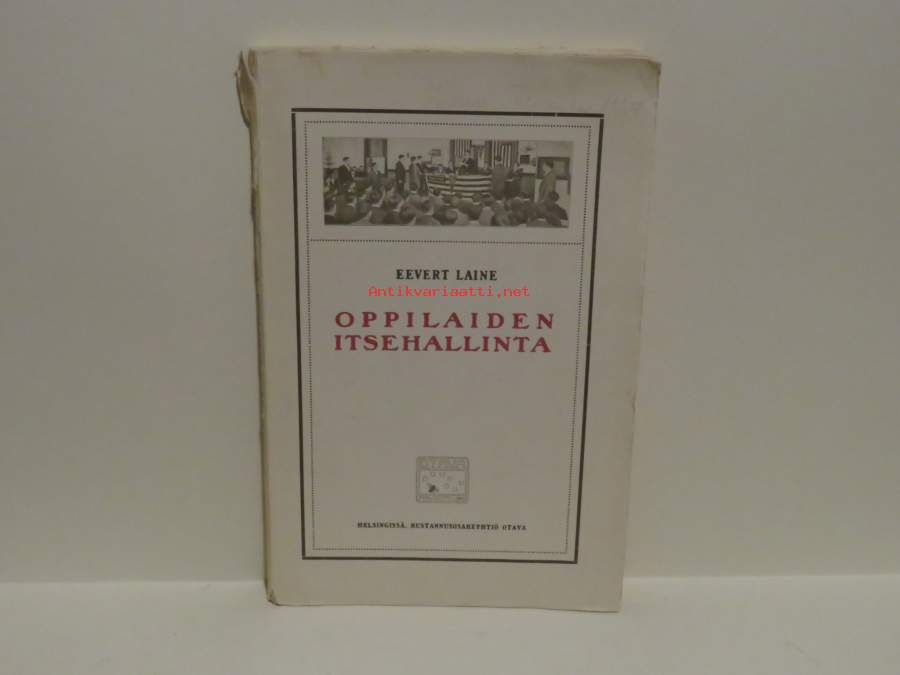 EEVERT LAINE
Antikvariaatti.net
OPPILAIDEN
ITSEHALLINTA
HELSINGISSÄ, KUSTANNUSOSAKEYHTIÖ OTAVA